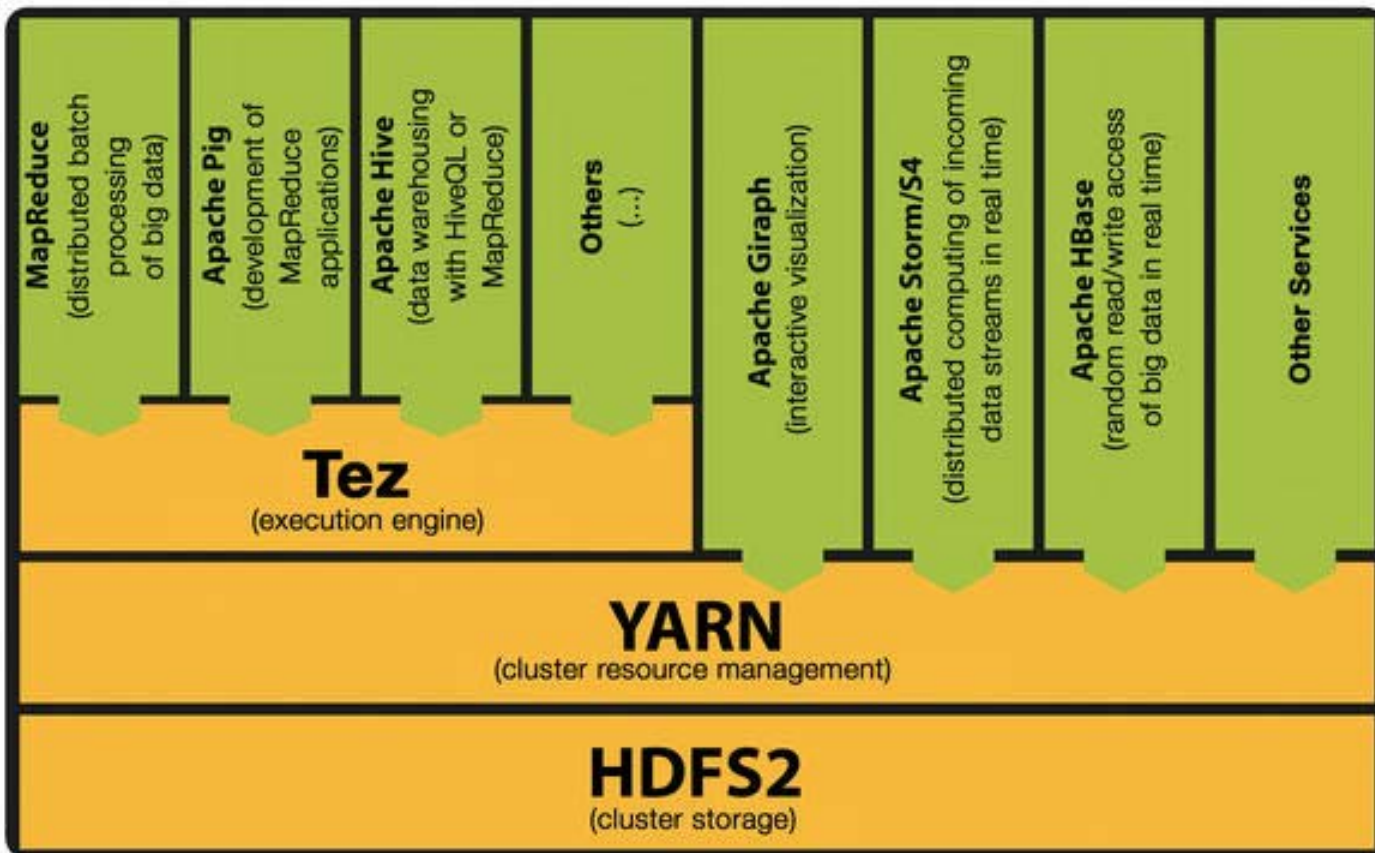 MapReduce
(distributed batch
processing
of big data)
Apache Pig
(development of
MapReduce
applications)
Apache Hive
(data warehousing
with HiveQL or
MapReduce)
Others
(...)
Apache Giraph
(interactive visualization)
Apache Storm/S4
(distributed computing of incoming
data streams in real time)
Apache HBase
(random read/write access
of big data in real time)
Other Services
Tez
(execution engine)
YARN
(cluster resource management)
HDFS2
(cluster storage)